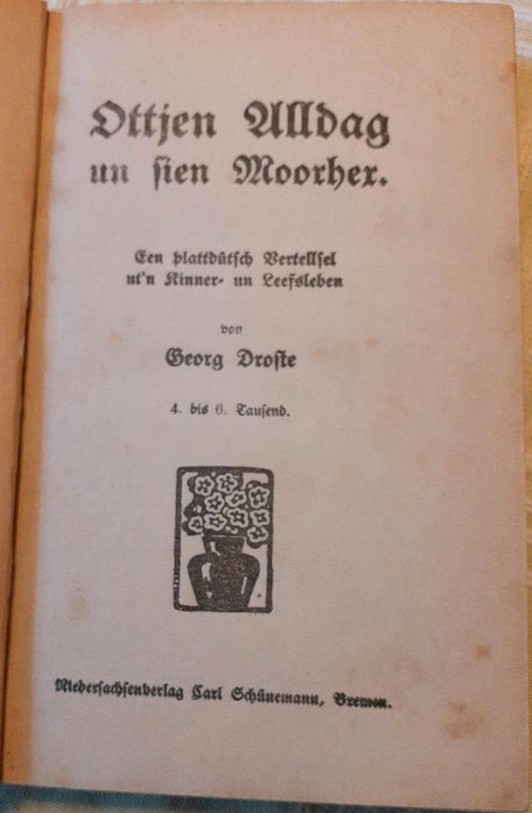 Ottjen Alldag
un sien Moorher.
Een plattdütsch Vertellsel
ut'n Kinner- un Leefsleben
von
Georg Droste
4. bis 6. Tausend.
Niedersachsenverlag Carl Schünemann, Bremen.